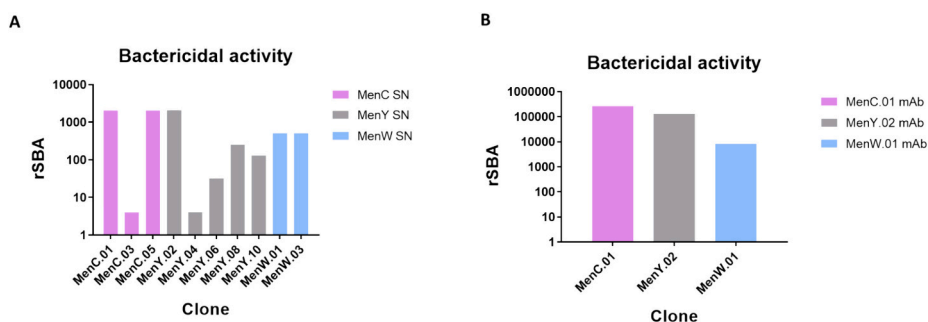 A
Bactericidal activity
10000
1000
100
10
1
rSBA
MenC.01
MenC.03
MenC.05
MenY.02
MenY.04
MenY.06
MenY.08
MenY.10
MenW.01
MenW.03
Clone
MenC SN
MenY SN
MenW SN
B
Bactericidal activity
1000000
100000
10000
1000
100
10
1
rSBA
MenC.01
MenY.02
MenW.01
Clone
MenC.01 mAb
MenY.02 mAb
MenW.01 mAb